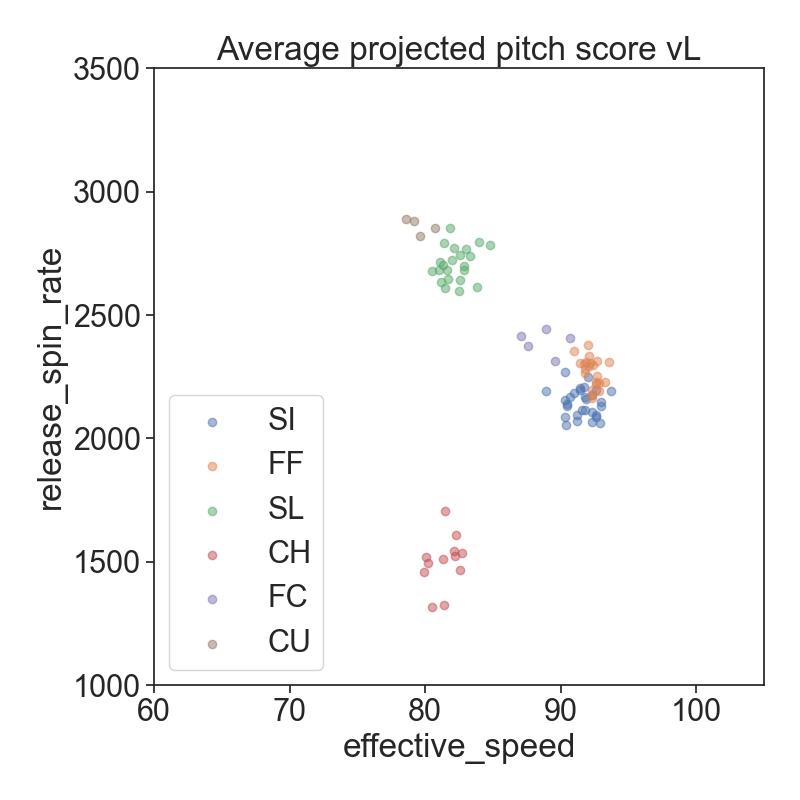 Average projected pitch score vL
3500
3000
2500
2000
1500
1000
release_spin_rate
SI
FF
SL
CH
FC
CU
60
70
80
90
100
effective_speed